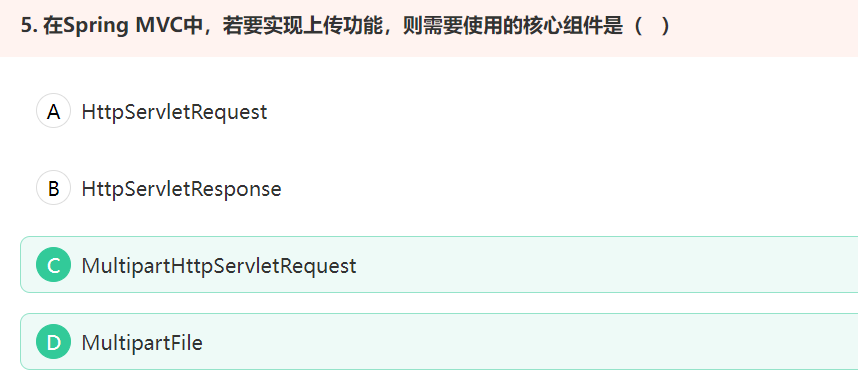 5. 在Spring MVC中，若要实现上传功能，则需要使用的核心组件是（ ）
A HttpServletRequest
B HttpServletResponse
C MultipartHttpServletRequest
D MultipartFile